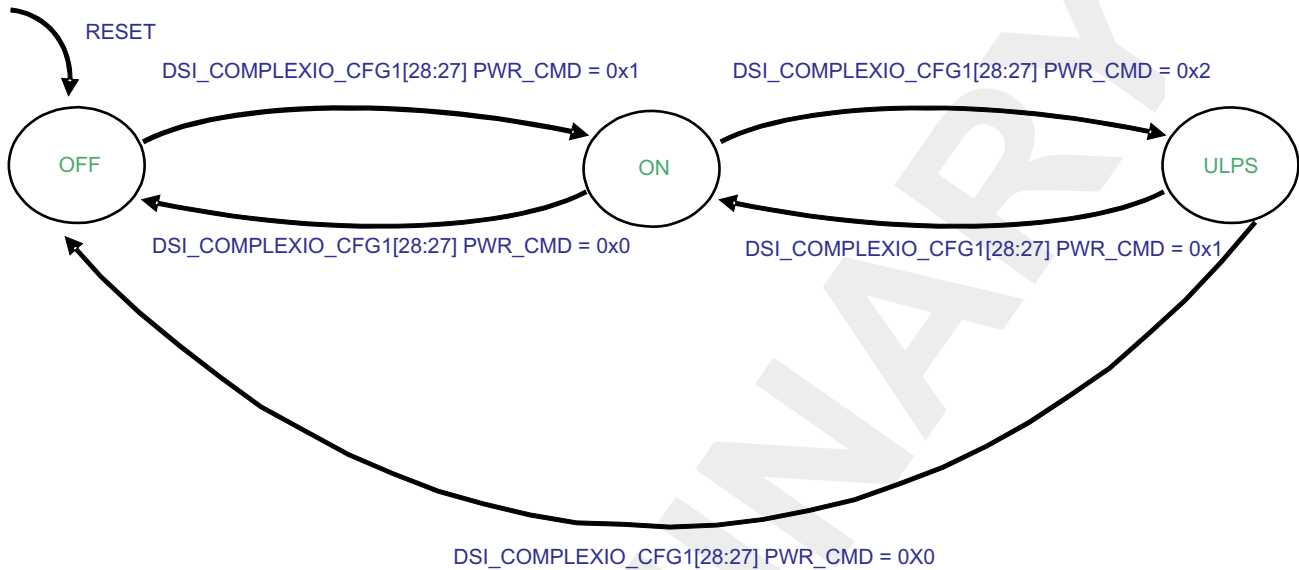 RESET
DSI_COMPLEXIO_CFG1[28:27] PWR_CMD = 0x1
DSI_COMPLEXIO_CFG1[28:27] PWR_CMD = 0x2
OFF
ON
ULPS
DSI_COMPLEXIO_CFG1[28:27] PWR_CMD = 0x0
DSI_COMPLEXIO_CFG1[28:27] PWR_CMD = 0x1
DSI_COMPLEXIO_CFG1[28:27] PWR_CMD = 0X0